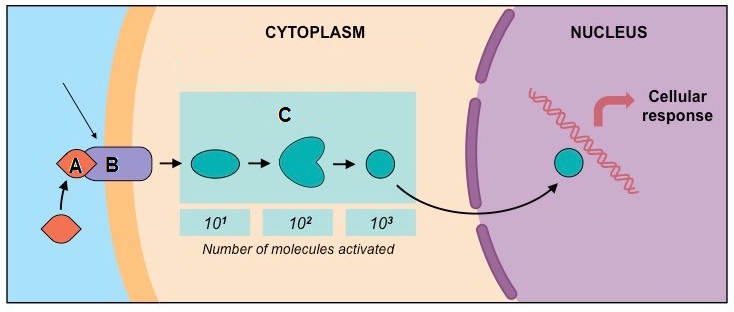 CYTOPLASM
NUCLEUS
C
Cellular
response
A
B
10¹
10²
10³
Number of molecules activated